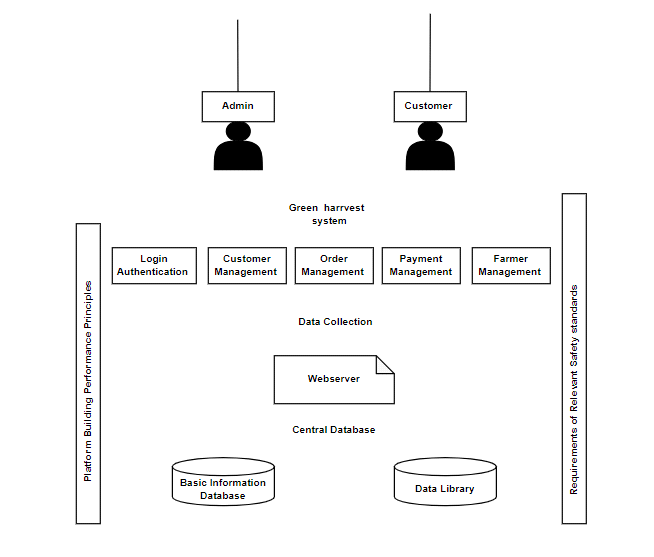 Admin
Customer
Green harrvest
system
Login
Authentication
Customer
Management
Order
Management
Payment
Management
Farmer
Management
Platform Building Performance Principles
Requirements of Relevant Safety standards
Data Collection
Webserver
Central Database
Basic Information
Database
Data Library